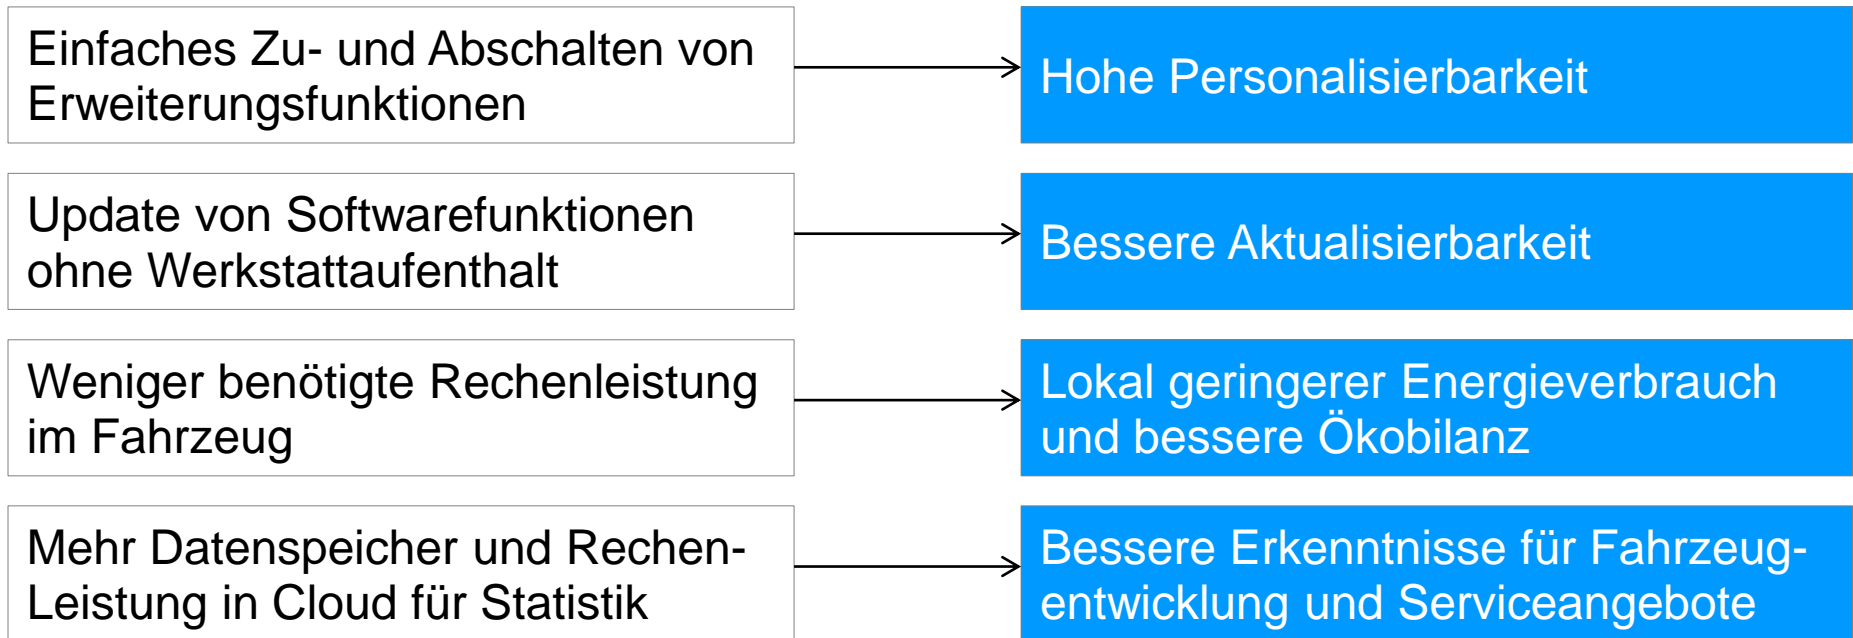 Einfaches Zu- und Abschalten von
Erweiterungsfunktionen
Hohe Personalisierbarkeit
Update von Softwarefunktionen
ohne Werkstattaufenthalt
Bessere Aktualisierbarkeit
Weniger benötigte Rechenleistung
im Fahrzeug
Lokal geringerer Energieverbrauch
und bessere Ökobilanz
Mehr Datenspeicher und Rechen-
Leistung in Cloud für Statistik
Bessere Erkenntnisse für Fahrzeug-
entwicklung und Serviceangebote